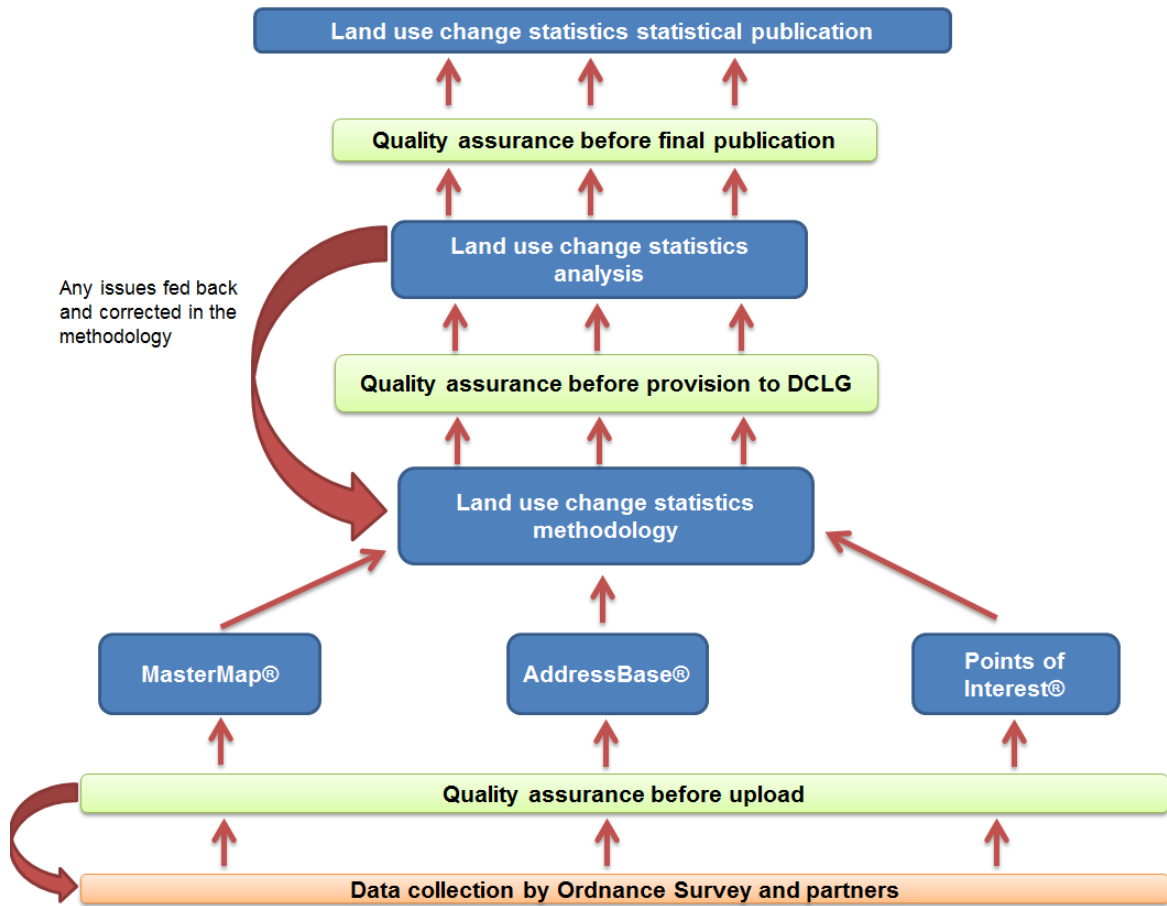 Land use change statistics statistical publication
Quality assurance before final publication
Land use change statistics
analysis
Any issues fed back
and corrected in the
methodology
Quality assurance before provision to DCLG
Land use change statistics
methodology
MasterMap®
AddressBase®
Points of
Interest®
Quality assurance before upload
Data collection by Ordnance Survey and partners